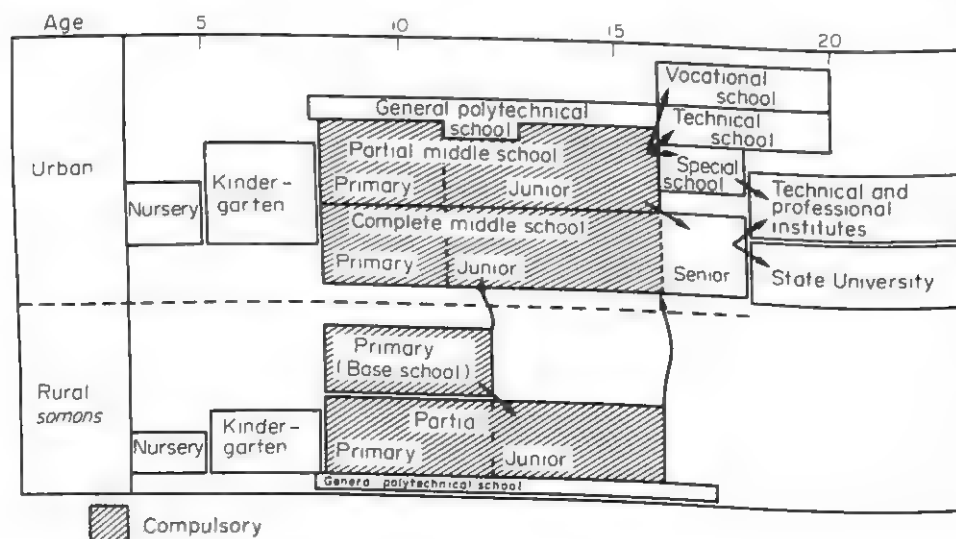 Age
5
10
15
20
Urban
Nursery
Kinder-
garten
General polytechnical
school
Partial middle school
Primary
Junior
Complete middle school
Primary
Junior
Vocational
school
Technical
school
Special
school
Senior
Technical and
professional
institutes
State University
Rural
somons
Nursery
Kinder-
garten
Primary
(Base school)
Partia
Primary
Junior
General polytechnical school
Compulsory